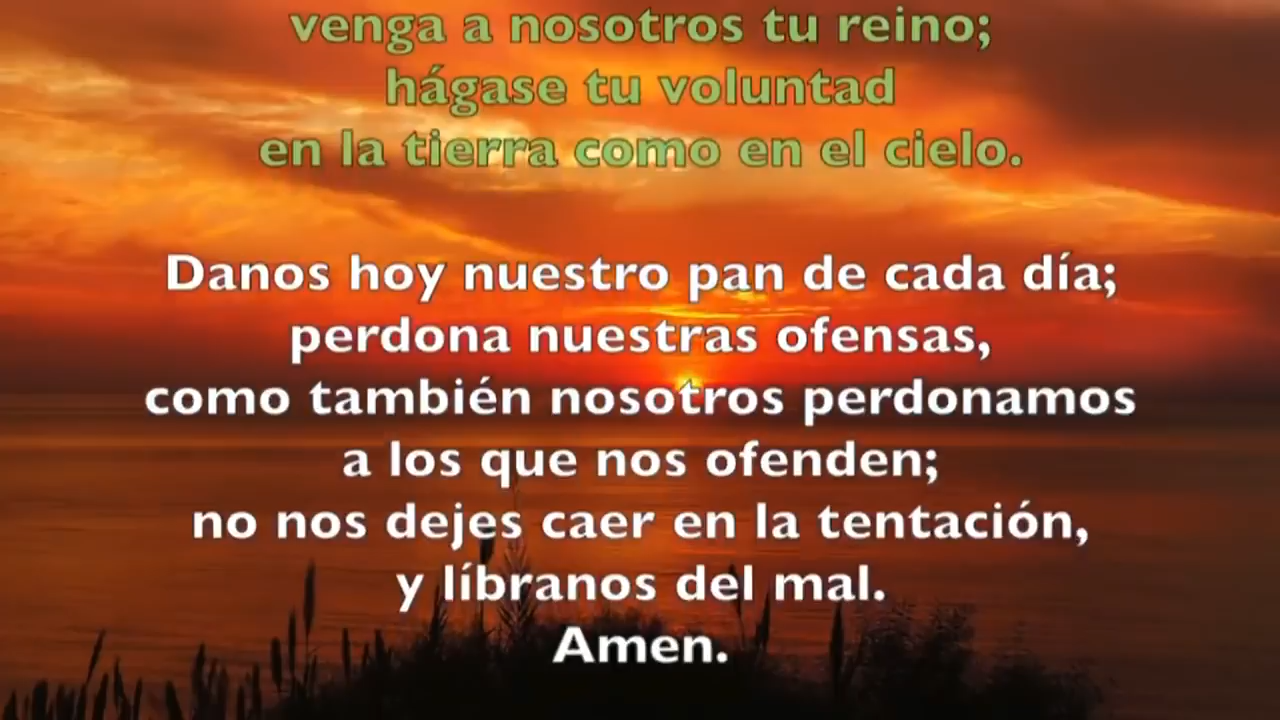 venga a nosotros tu reino;
hágase tu voluntad
en la tierra como en el cielo.
Danos hoy nuestro pan de cada día;
perdona nuestras ofensas,
como también nosotros perdonamos
a los que nos ofenden;
no nos dejes caer en la tentación,
y líbranos del mal.
Amen.